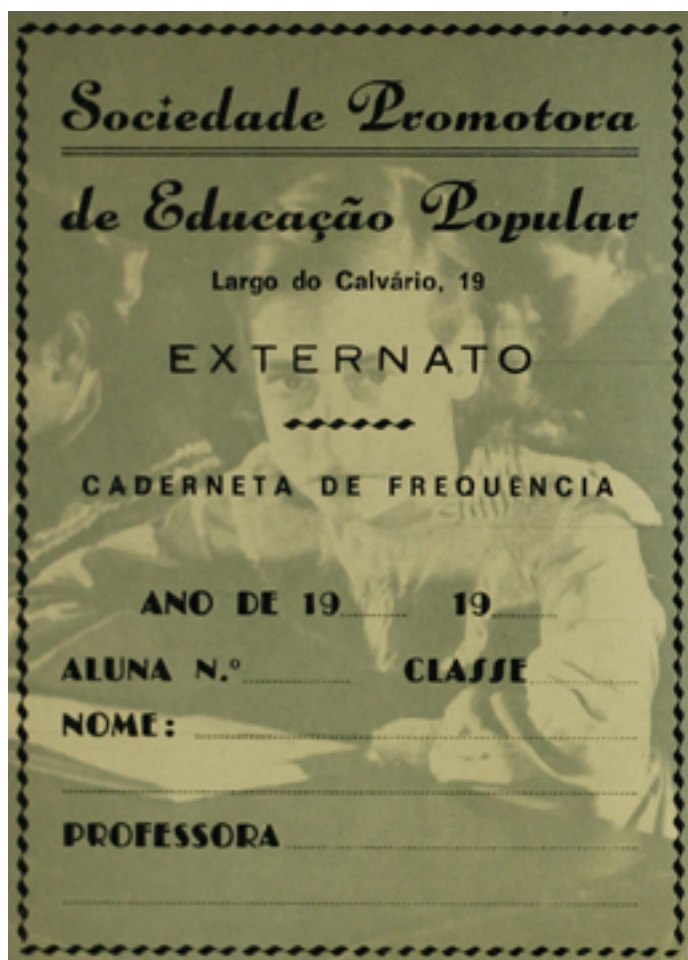 Sociedade Promotora
de Educação Popular
Largo do Calvário, 19
EXTERNATO
CADERNETA DE FREQUENCIA
ANO DE 19 19
ALUNA N.º CLASSE
NOME:
PROFESSORA